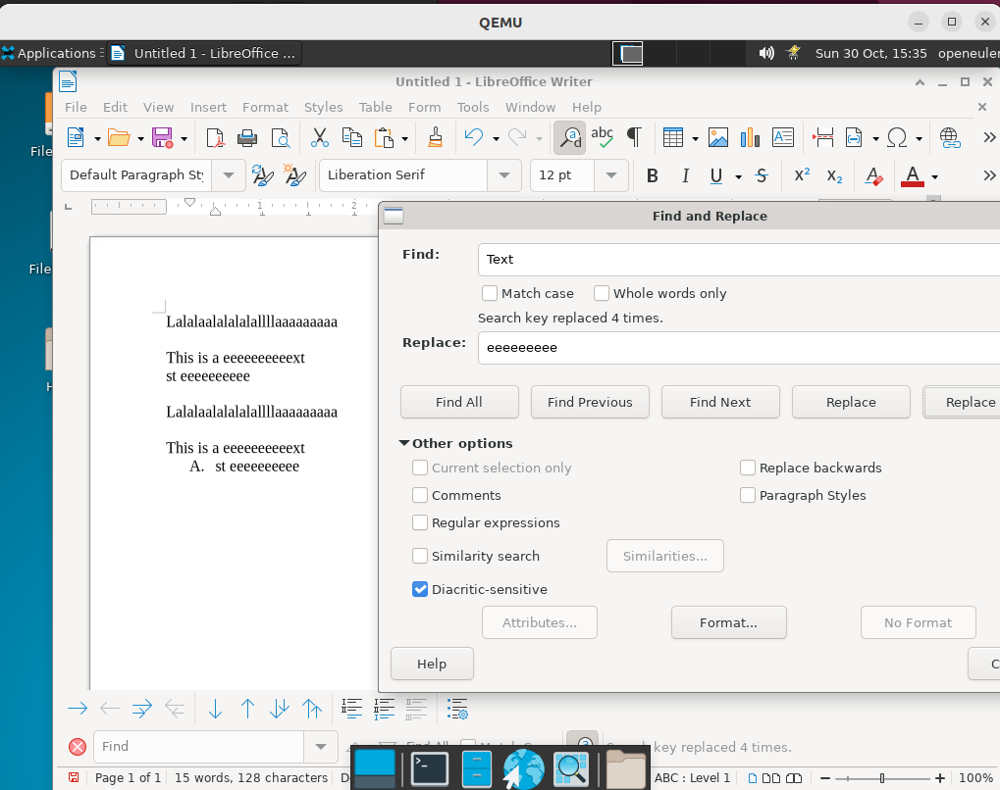 QEMU
Applications
Untitled 1 - LibreOffice ...
Sun 30 Oct, 15:35
openeuler
Untitled 1 - LibreOffice Writer
File Edit View Insert Format Styles Table Form Tools Window Help
Default Paragraph Sty
Liberation Serif
12 pt
B I U S X² X₂ A A
1 2
Find and Replace
Find:
Text
Match case
Whole words only
Search key replaced 4 times.
Replace:
eeeeeeeee
Find All
Find Previous
Find Next
Replace
Replace
Other options
Current selection only
Replace backwards
Comments
Paragraph Styles
Regular expressions
Similarity search
Similarities...
Diacritic-sensitive
Attributes...
Format...
No Format
Help
C
File
File
H
Lalalaalalalalallllaaaaaaaaa
This is a eeeeeeeeeext
st eeeeeeeeee
Lalalaalalalalallllaaaaaaaaa
This is a eeeeeeeeeext
A. st eeeeeeeeee
Find
key replaced 4 times.
Page 1 of 1
15 words, 128 characters
ABC : Level 1
100%